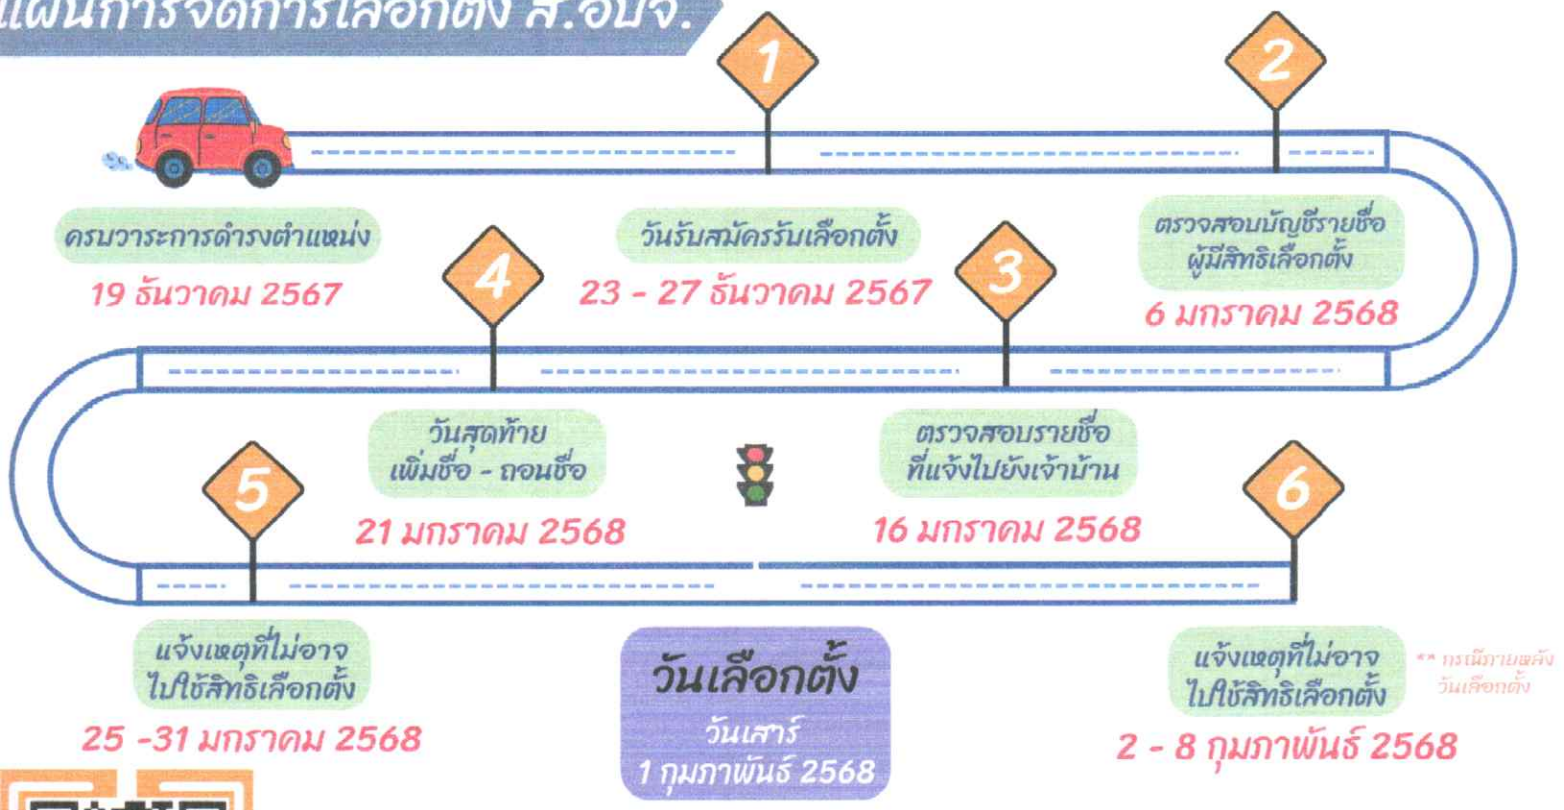 แผนการจัดการเลือกตั้ง ส.อบจ.
1
2
ครบวาระการดำรงตำแหน่ง
19 ธันวาคม 2567
วันรับสมัครรับเลือกตั้ง
23 - 27 ธันวาคม 2567
ตรวจสอบบัญชีรายชื่อ
ผู้มีสิทธิเลือกตั้ง
6 มกราคม 2568
3
ตรวจสอบรายชื่อ
ที่แจ้งไปยังเจ้าบ้าน
16 มกราคม 2568
4
วันสุดท้าย
เพิ่มชื่อ - ถอนชื่อ
21 มกราคม 2568
5
แจ้งเหตุที่ไม่อาจ
ไปใช้สิทธิเลือกตั้ง
25 -31 มกราคม 2568
วันเลือกตั้ง
วันเสาร์
1 กุมภาพันธ์ 2568
6
แจ้งเหตุที่ไม่อาจ
ไปใช้สิทธิเลือกตั้ง
** กรณีภายหลัง
วันเลือกตั้ง
2 - 8 กุมภาพันธ์ 2568